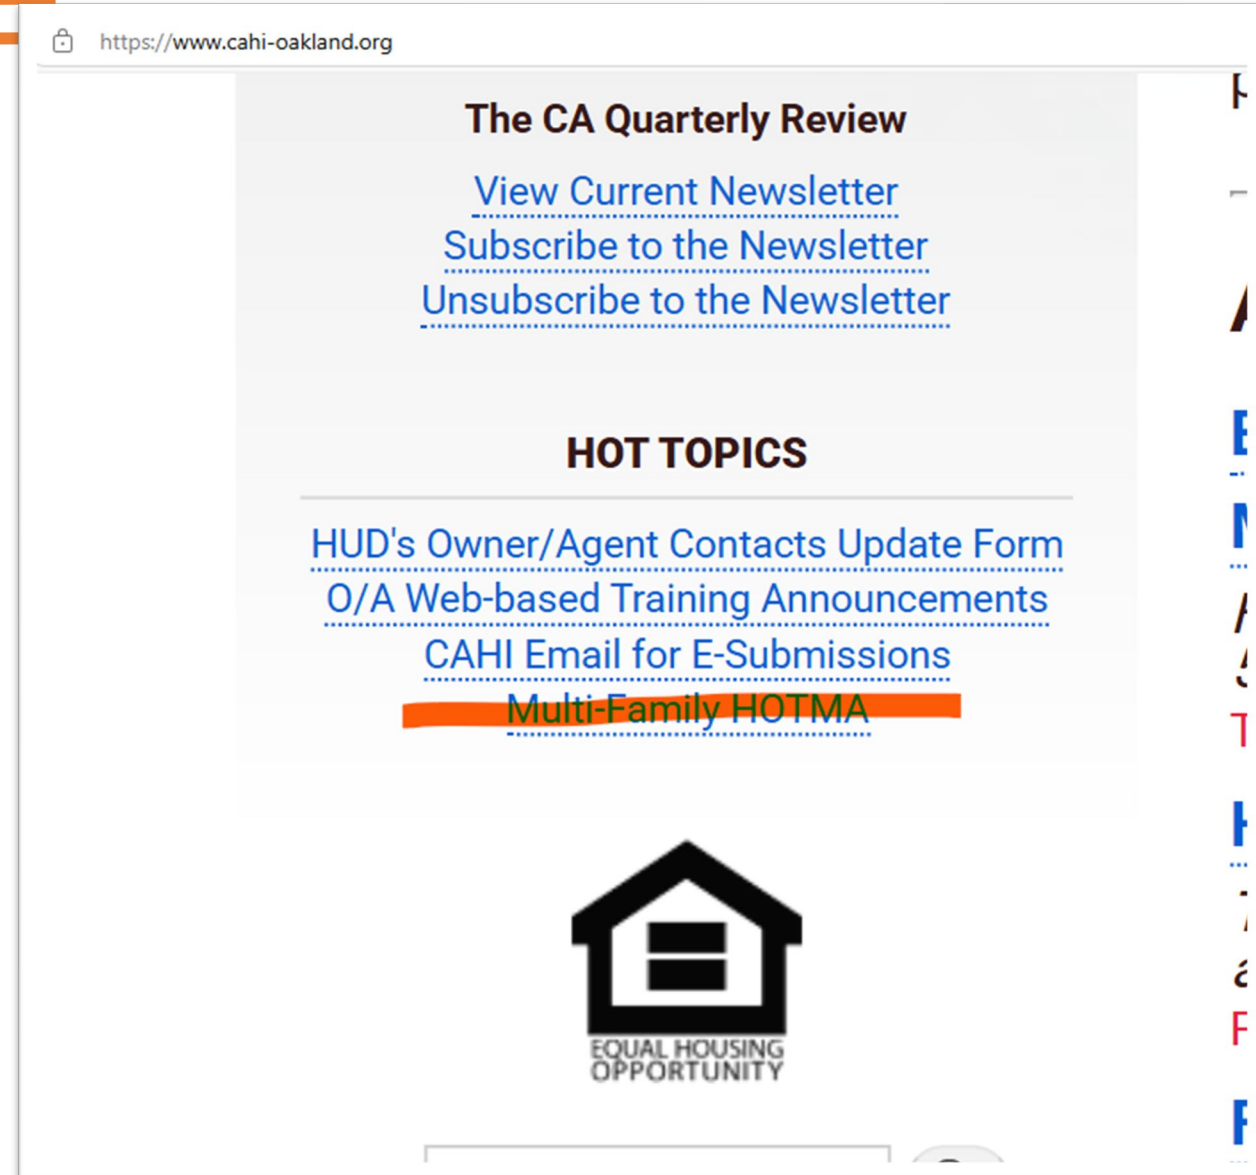 https://www.cahi-oakland.org
The CA Quarterly Review
View Current Newsletter
Subscribe to the Newsletter
Unsubscribe to the Newsletter
HOT TOPICS
HUD's Owner/Agent Contacts Update Form
O/A Web-based Training Announcements
CAHI Email for E-Submissions
Multi-Family HOTMA
EQUAL HOUSING
OPPORTUNITY